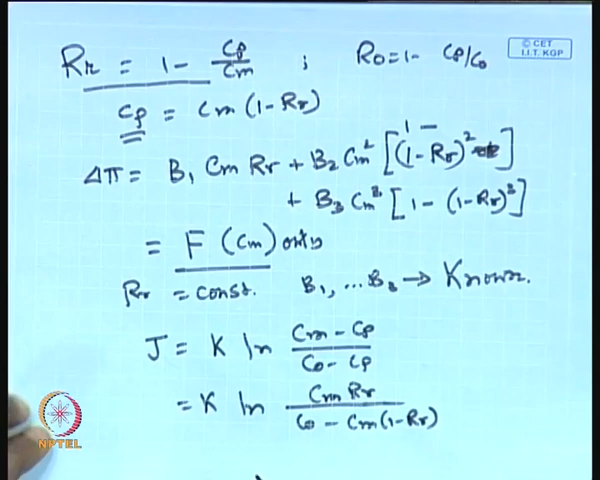 Rr = 1 - Cp/Cm ; Ro = 1 - Cp/Co
© CET
I.I.T. KGP
Cp = Cm (1 - Rr)
Δπ = B1 Cm Rr + B2 Cm² [1 - (1 - Rr)²]
+ B3 Cm³ [1 - (1 - Rr)³]
= F (Cm) only
Rr = const. B1, ... B3 → Known.
J = K ln (Cm - Cp)/(Co - Cp)
= K ln (Cm Rr)/(Co - Cm(1 - Rr))
NPTEL